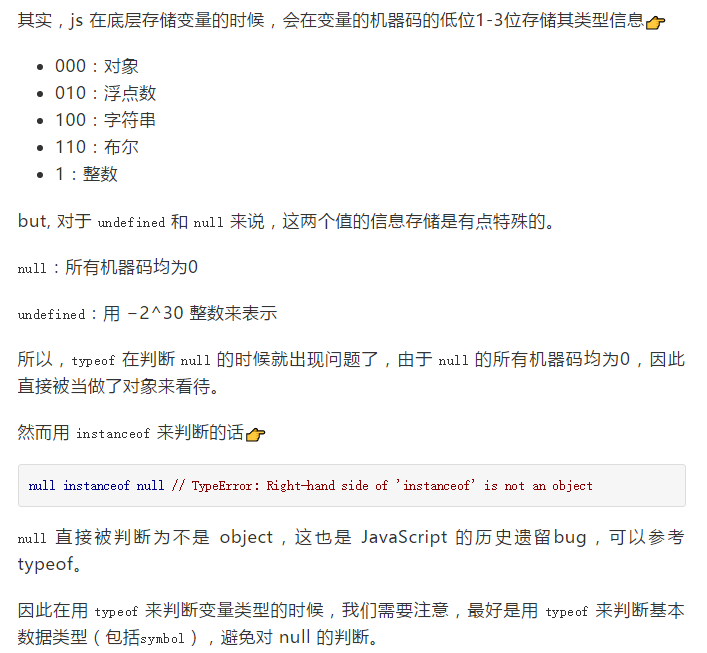 其实，js 在底层存储变量的时候，会在变量的机器码的低位1-3位存储其类型信息👉
• 000：对象
• 010：浮点数
• 100：字符串
• 110：布尔
• 1：整数
but, 对于 undefined 和 null 来说，这两个值的信息存储是有点特殊的。
null：所有机器码均为0
undefined：用 −2^30 整数来表示
所以，typeof 在判断 null 的时候就出现问题了，由于 null 的所有机器码均为0，因此
直接被当做了对象来看待。
然而用 instanceof 来判断的话👉
null instanceof null // TypeError: Right-hand side of 'instanceof' is not an object
null 直接被判断为不是 object，这也是 JavaScript 的历史遗留bug，可以参考
typeof。
因此在用 typeof 来判断变量类型的时候，我们需要注意，最好是用 typeof 来判断基本
数据类型（包括symbol），避免对 null 的判断。